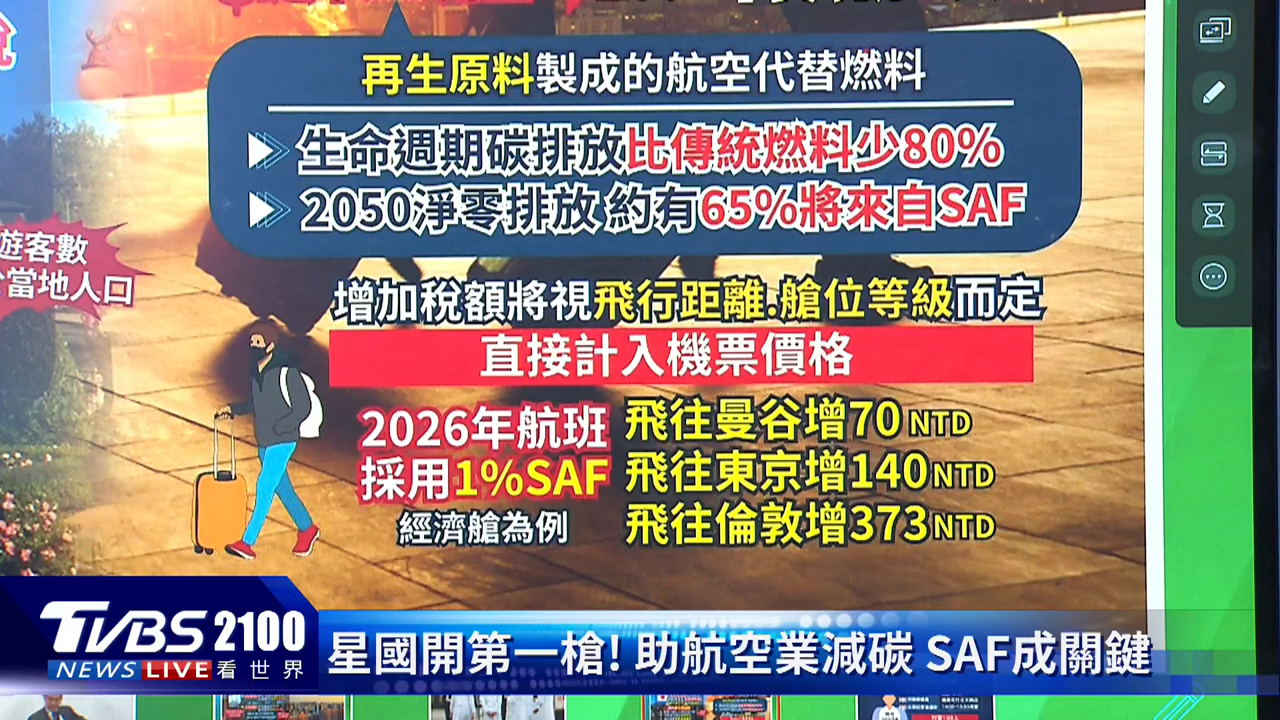 再生原料製成的航空代替燃料
生命週期碳排放比傳統燃料少80%
2050淨零排放 約有65%將來自SAF
遊客數
當地人口
增加稅額將視飛行距離.艙位等級而定
直接計入機票價格
2026年航班
採用1%SAF
經濟艙為例
飛往曼谷增70 NTD
飛往東京增140NTD
飛往倫敦增373NTD
TVBS 2100
NEWS LIVE 看世界
星國開第一槍! 助航空業減碳 SAF成關鍵